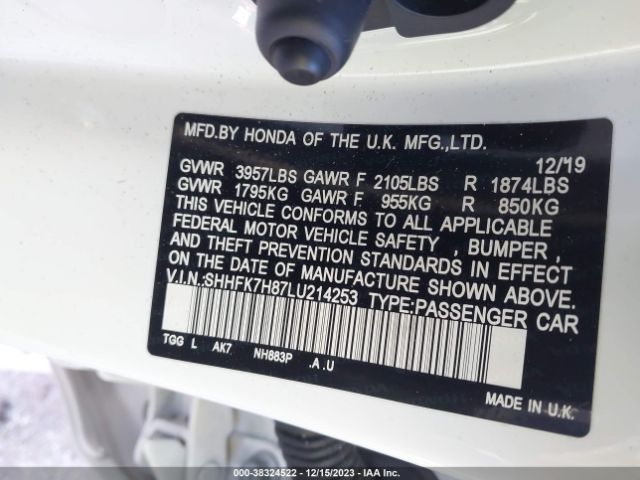 MFD.BY HONDA OF THE U.K. MFG.,LTD.
12/19
GVWR 3957LBS GAWR F 2105LBS R 1874LBS
GVWR 1795KG GAWR F 955KG R 850KG
THIS VEHICLE CONFORMS TO ALL APPLICABLE
FEDERAL MOTOR VEHICLE SAFETY , BUMPER ,
AND THEFT PREVENTION STANDARDS IN EFFECT
ON THE DATE OF MANUFACTURE SHOWN ABOVE.
V.I.N.:SHHFK7H87LU214253 TYPE:PASSENGER CAR
TGG L AK7 NH883P .A .U
MADE IN U.K.
000-38324522 - 12/15/2023 - IAA Inc.